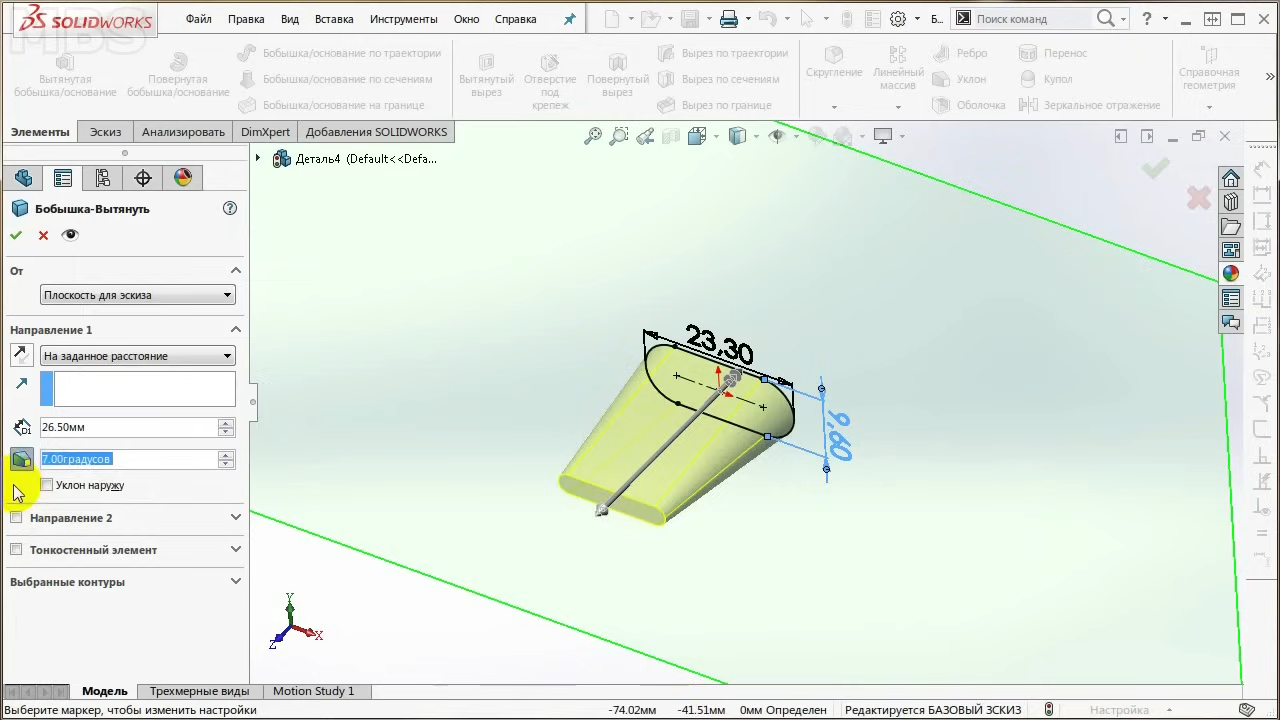 SOLIDWORKS
MBS
Файл
Правка
Вид
Вставка
Инструменты
Окно
Справка
Б...
Поиск команд
Вытянутая бобышка/основание
Повернутая бобышка/основание
Бобышка/основание по траектории
Бобышка/основание по сечениям
Бобышка/основание на границе
Вытянутый вырез
Отверстие под крепеж
Повернутый вырез
Вырез по траектории
Вырез по сечениям
Вырез по границе
Скругление
Линейный массив
Ребро
Уклон
Оболочка
Перенос
Купол
Зеркальное отражение
Справочная геометрия
Элементы
Эскиз
Анализировать
DimXpert
Добавления SOLIDWORKS
Деталь4 (Default<<Defa...
Бобышка-Вытянуть
От
Плоскость для эскиза
Направление 1
На заданное расстояние
26.50мм
7.00градусов
Уклон наружу
Направление 2
Тонкостенный элемент
Выбранные контуры
23,30
9,60
Y
X
Z
Модель
Трехмерные виды
Motion Study 1
Выберите маркер, чтобы изменить настройки
-74.02мм
-41.51мм
0мм Определен
Редактируется БАЗОВЫЙ ЭСКИЗ
Настройка